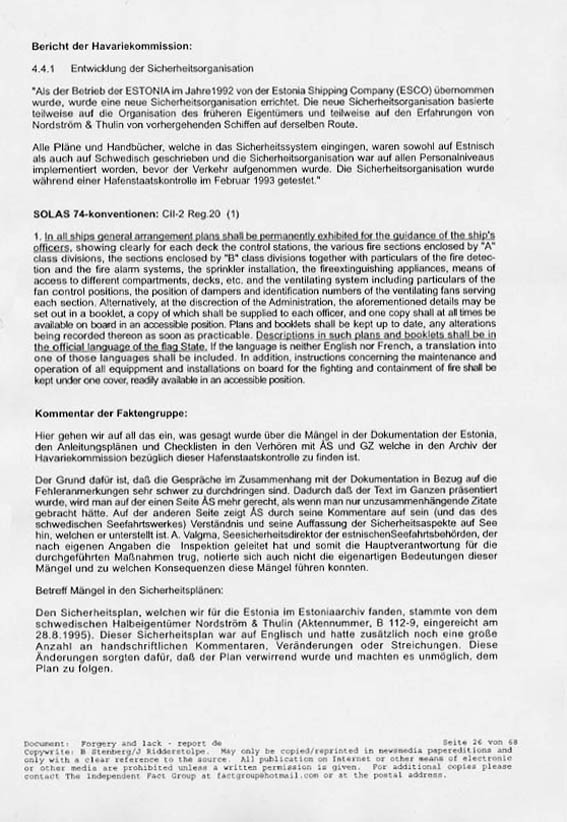 Bericht der Havariekommission:
4.4.1 Entwicklung der Sicherheitsorganisation
"Als der Betrieb der ESTONIA im Jahre1992 von der Estonia Shipping Company (ESCO) übernommen
wurde, wurde eine neue Sicherheitsorganisation errichtet. Die neue Sicherheitsorganisation basierte
teilweise auf die Organisation des früheren Eigentümers und teilweise auf den Erfahrungen von
Nordström & Thulin von vorhergehenden Schiffen auf derselben Route.
Alle Pläne und Handbücher, welche in das Sicherheitssystem eingingen, waren sowohl auf Estnisch
als auch auf Schwedisch geschrieben und die Sicherheitsorganisation war auf allen Personalniveaus
implementiert worden, bevor der Verkehr aufgenommen wurde. Die Sicherheitsorganisation wurde
während einer Hafenstaatskontrolle im Februar 1993 getestet."
SOLAS 74-konventionen: CII-2 Reg.20 (1)
1. In all ships general arrangement plans shall be permanently exhibited for the guidance of the ship's
officers, showing clearly for each deck the control stations, the various fire sections enclosed by "A"
class divisions, the sections enclosed by "B" class divisions together with particulars of the fire detec-
tion and the fire alarm systems, the sprinkler installation, the fireextinguishing appliances, means of
access to different compartments, decks, etc. and the ventilating system including particulars of the
fan control positions, the position of dampers and identification numbers of the ventilating fans serving
each section. Alternatively, at the discretion of the Administration, the aforementioned details may be
set out in a booklet, a copy of which shall be supplied to each officer, and one copy shall at all times be
available on board in an accessible position. Plans and booklets shall be kept up to date, any alterations
being recorded thereon as soon as practicable. Descriptions in such plans and booklets shall be in
the official language of the flag State. If the language is neither English nor French, a translation into
one of those languages shall be included. In addition, instructions concerning the maintenance and
operation of all equipment and installations on board for the fighting and containment of fire shall be
kept under one cover, readily available in an accessible position.
Kommentar der Faktengruppe:
Hier gehen wir auf all das ein, was gesagt wurde über die Mängel in der Dokumentation der Estonia,
den Anleitungsplänen und Checklisten in den Verhören mit ÅS und GZ welche in den Archiv der
Havariekommission bezüglich dieser Hafenstaatskontrolle zu finden ist.
Der Grund dafür ist, daß die Gespräche im Zusammenhang mit der Dokumentation in Bezug auf die
Fehleranmerkungen sehr schwer zu durchdringen sind. Dadurch daß der Text im Ganzen präsentiert
wurde, wird man auf der einen Seite ÅS mehr gerecht, als wenn man nur unzusammenhängende Zitate
gebracht hätte. Auf der anderen Seite zeigt ÅS durch seine Kommentare auf sein (und das des
schwedischen Seefahrtswerkes) Verständnis und seine Auffassung der Sicherheitsaspekte auf See
hin, welchen er unterstellt ist. A. Valgma, Seesicherheitsdirektor der estnischenSeefahrtsbehörden, der
nach eigenen Angaben die Inspektion geleitet hat und somit die Hauptverantwortung für die
durchgeführten Maßnahmen trug, notierte sich auch nicht die eigenartigen Bedeutungen dieser
Mängel und zu welchen Konsequenzen diese Mängel führen konnten.
Betreff Mängel in den Sicherheitsplänen:
Den Sicherheitsplan, welchen wir für die Estonia im Estoniaarchiv fanden, stammte von dem
schwedischen Halbeigentümer Nordström & Thulin (Aktennummer, B 112-9, eingereicht am
28.8.1995). Dieser Sicherheitsplan war auf Englisch und hatte zusätzlich noch eine große
Anzahl an handschriftlichen Kommentaren, Veränderungen oder Streichungen. Diese
Änderungen sorgten dafür, daß der Plan verwirrend wurde und machten es unmöglich, dem
Plan zu folgen.
Document: Forgery and lack - report de Seite 26 von 68
Copywrite: B Stenberg/J Ridderstolpe. May only be copied/reprinted in newsmedia papereditions and
only with a clear reference to the source. All publication on Internet or other means of electronic
or other media are prohibited unless a written permission is given. For additional copies please
contact The Independent Fact Group at factgroup@hotmail.com or at the postal address.